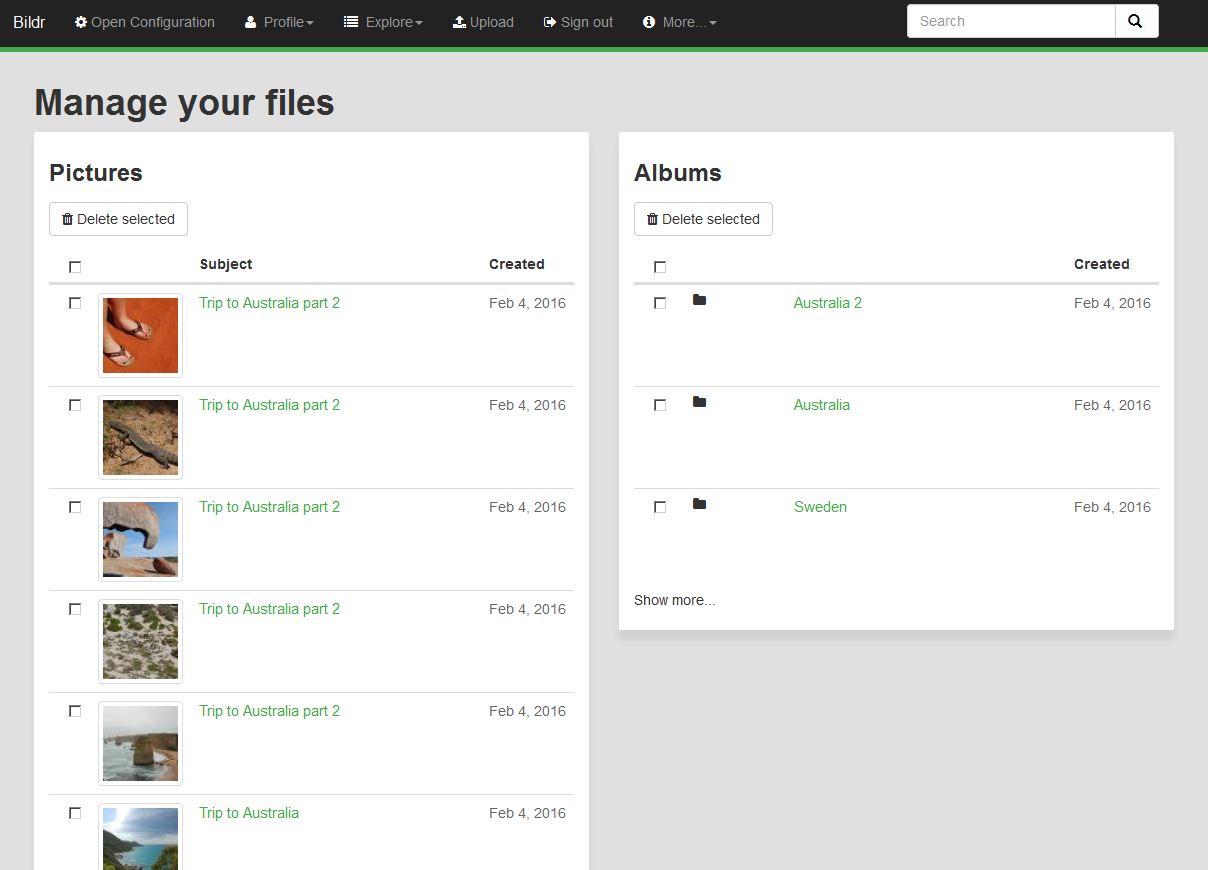 Bildr Open Configuration Profile Explore Upload Sign out More... Search
Manage your files
Pictures
Delete selected
Subject Created
Trip to Australia part 2 Feb 4, 2016
Trip to Australia part 2 Feb 4, 2016
Trip to Australia part 2 Feb 4, 2016
Trip to Australia part 2 Feb 4, 2016
Trip to Australia part 2 Feb 4, 2016
Trip to Australia Feb 4, 2016
Albums
Delete selected
Created
Australia 2 Feb 4, 2016
Australia Feb 4, 2016
Sweden Feb 4, 2016
Show more...